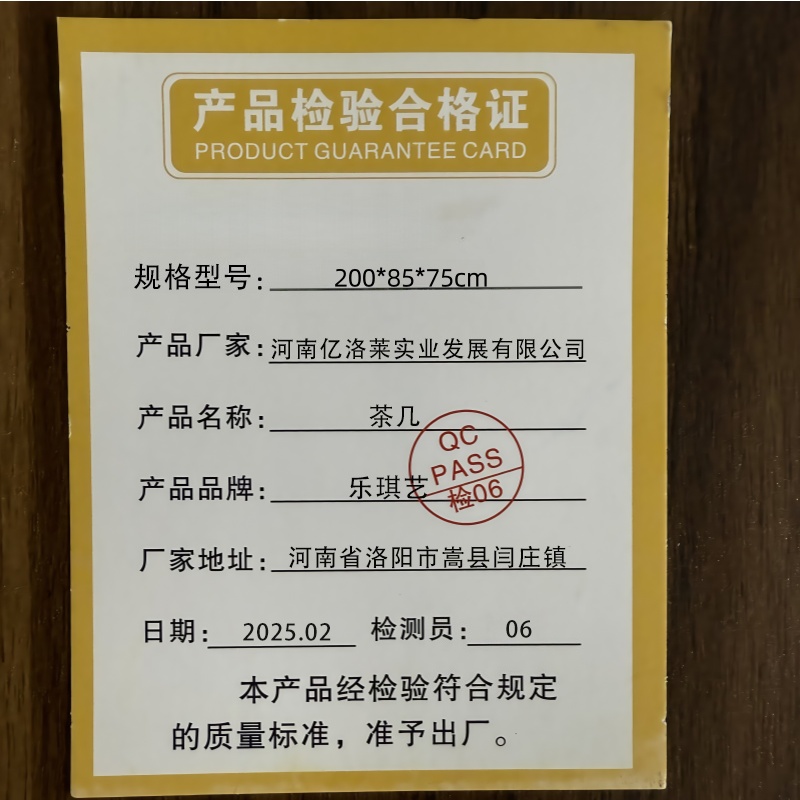 产品检验合格证
PRODUCT GUARANTEE CARD
规格型号: 200*85*75cm
产品厂家: 河南亿洛莱实业发展有限公司
产品名称: 茶几
QC
PASS
检06
产品品牌: 乐琪艺
厂家地址: 河南省洛阳市嵩县闫庄镇
日期: 2025.02 检测员: 06
本产品经检验符合规定
的质量标准，准予出厂。